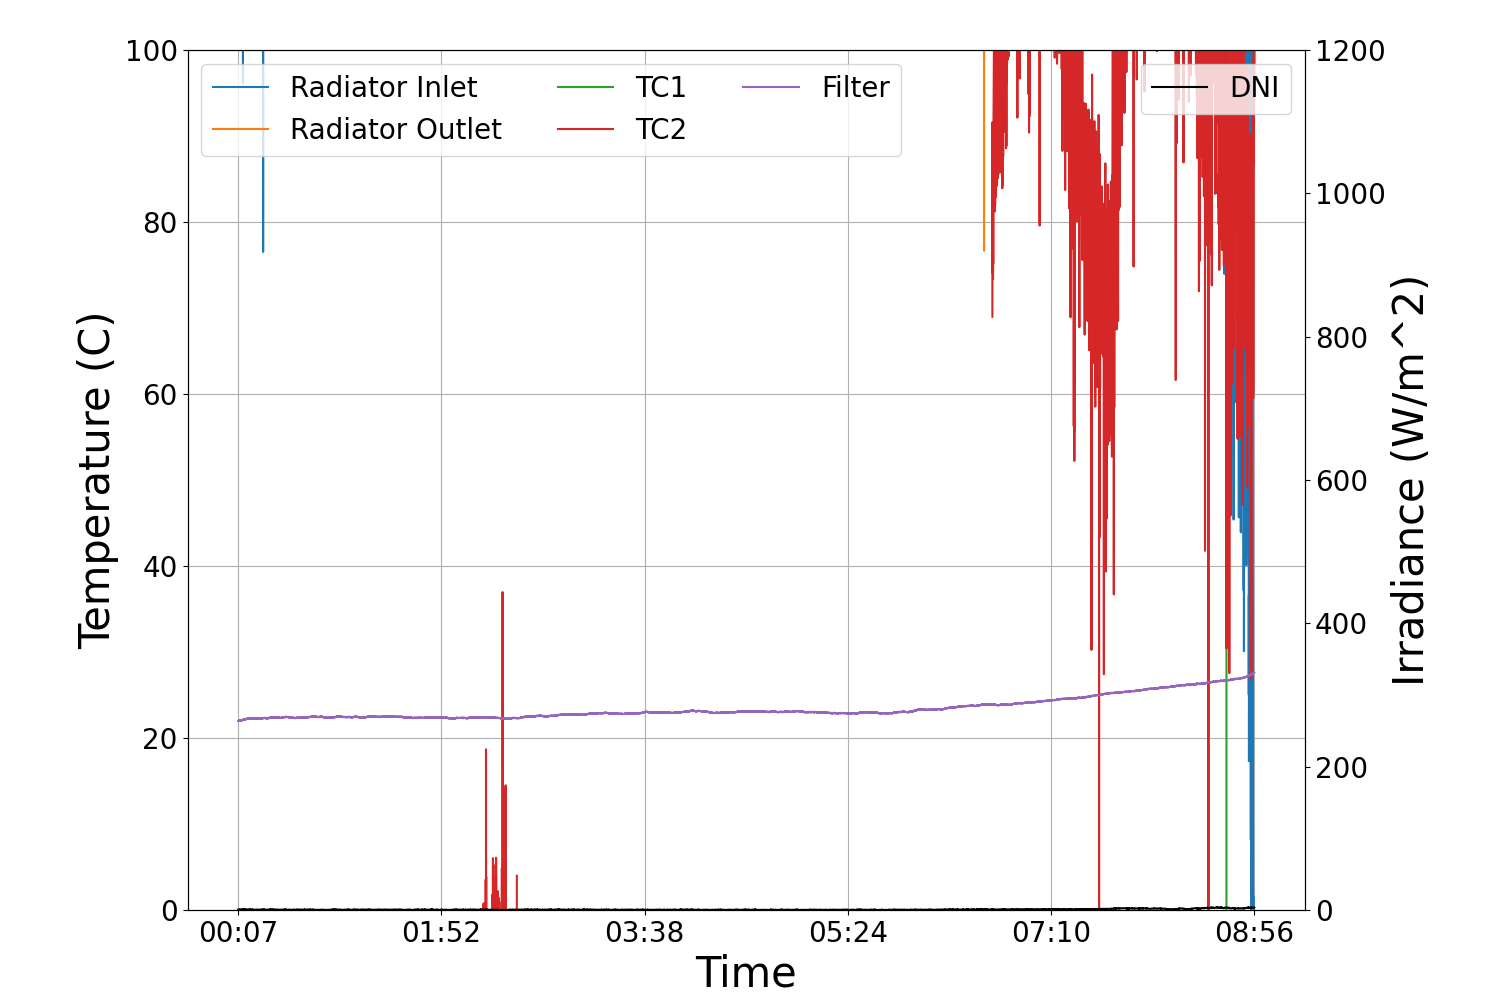 100
80
60
40
20
0
Temperature (C)
Radiator Inlet
Radiator Outlet
TC1
TC2
Filter
DNI
1200
1000
800
600
400
200
0
Irradiance (W/m^2)
00:07 01:52 03:38 05:24 07:10 08:56
Time